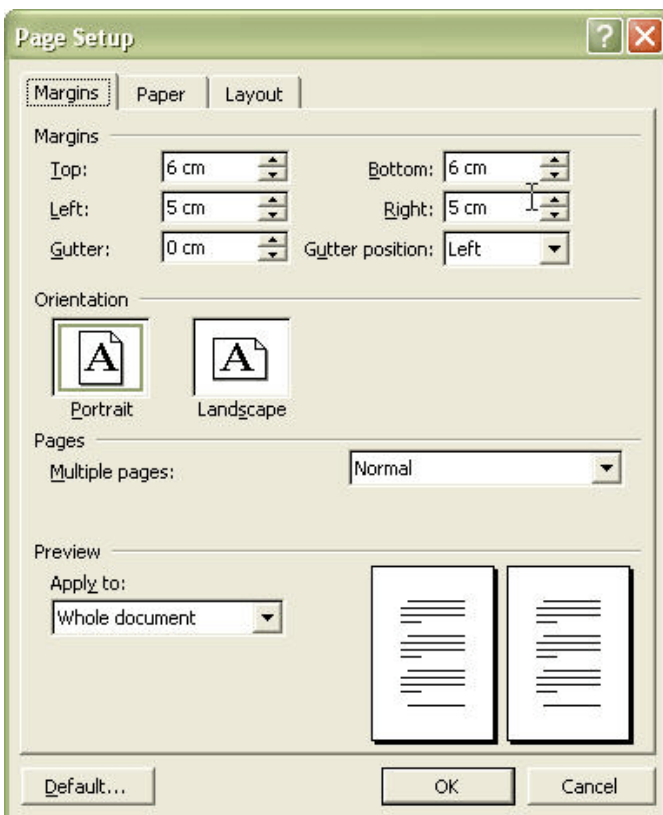 Page Setup ?
Margins Paper Layout
Margins
Top: 6 cm Bottom: 6 cm
Left: 5 cm Right: 5 cm
Gutter: 0 cm Gutter position: Left
Orientation
A A
Portrait Landscape
Pages
Multiple pages: Normal
Preview
Apply to:
Whole document
Default... OK Cancel